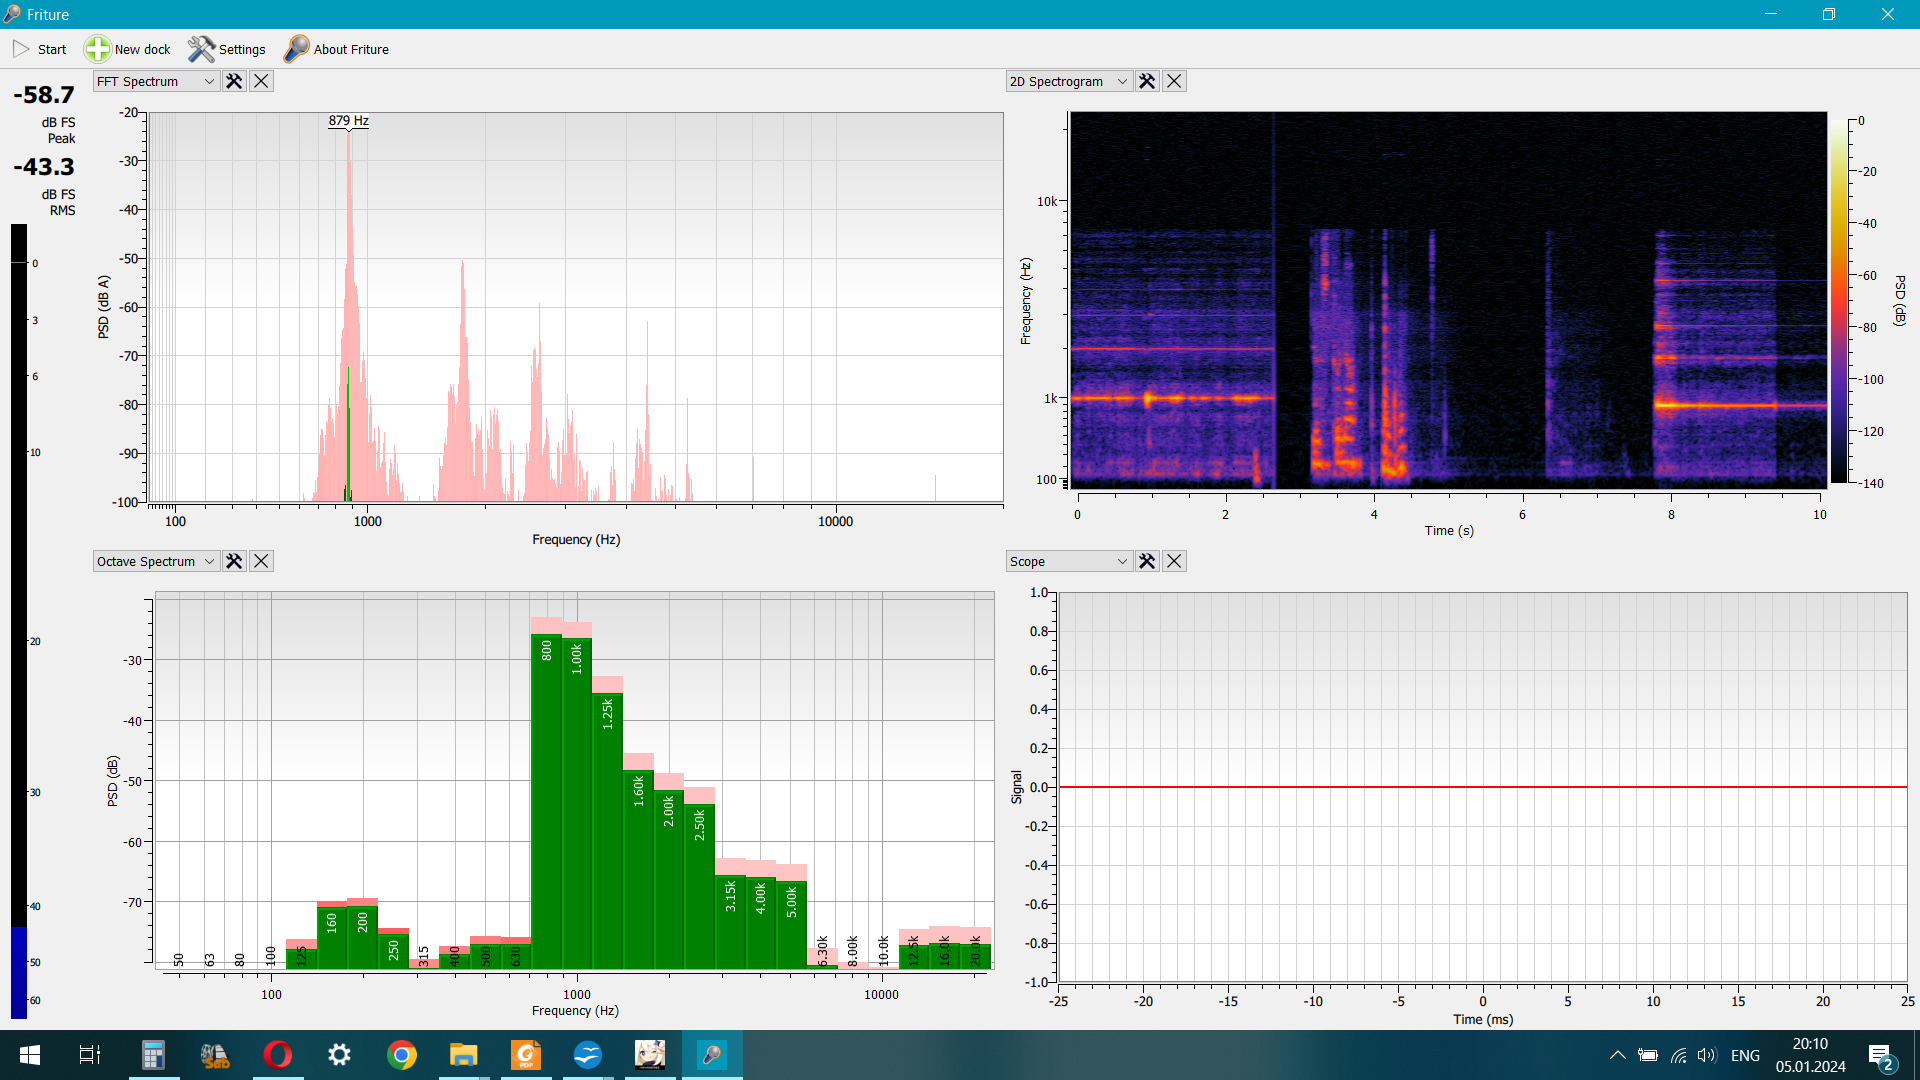 Friture
Start
New dock
Settings
About Friture
-58.7
dB FS
Peak
-43.3
dB FS
RMS
0
3
6
10
20
30
40
50
60
FFT Spectrum
879 Hz
-20
-30
-40
-50
-60
-70
-80
-90
-100
PSD (dB A)
100
1000
10000
Frequency (Hz)
2D Spectrogram
10k
1k
100
Frequency (Hz)
0
2
4
6
8
10
Time (s)
0
-20
-40
-60
-80
-100
-120
-140
PSD (dB)
Octave Spectrum
-30
-40
-50
-60
-70
PSD (dB)
50
63
80
100
125
160
200
250
315
400
500
630
800
1.00k
1.25k
1.60k
2.00k
2.50k
3.15k
4.00k
5.00k
6.30k
8.00k
10.0k
12.5k
16.0k
20.0k
100
1000
10000
Frequency (Hz)
Scope
1.0
0.8
0.6
0.4
0.2
0.0
-0.2
-0.4
-0.6
-0.8
-1.0
Signal
-25
-20
-15
-10
-5
0
5
10
15
20
25
Time (ms)
PDF
ENG
20:10
05.01.2024
2